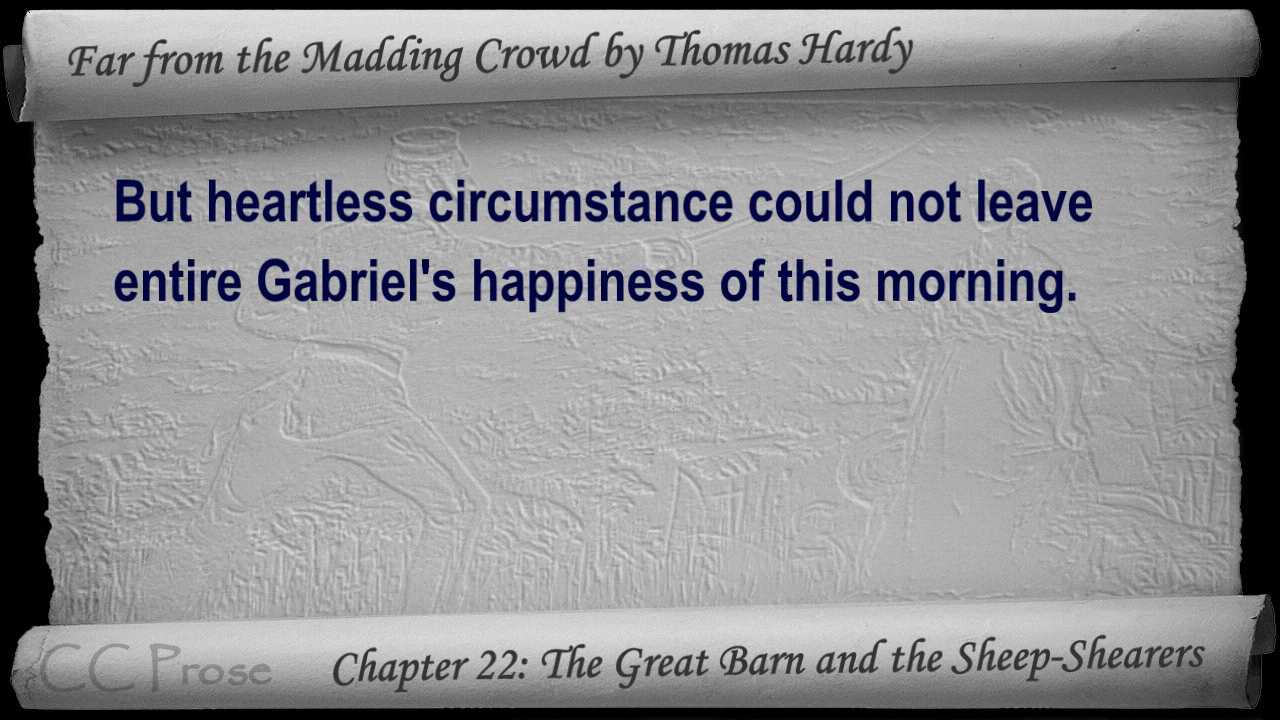 Far from the Madding Crowd by Thomas Hardy
But heartless circumstance could not leave
entire Gabriel's happiness of this morning.
CC Prose
Chapter 22: The Great Barn and the Sheep-Shearers